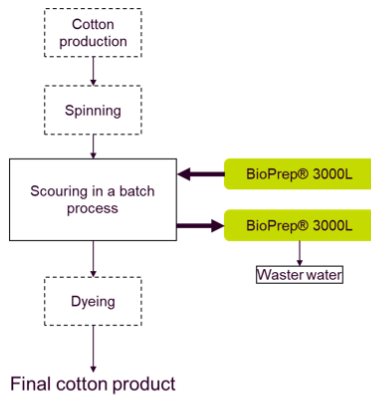 Cotton
production
Spinning
Scouring in a batch
process
BioPrep® 3000L
BioPrep® 3000L
Waster water
Dyeing
Final cotton product